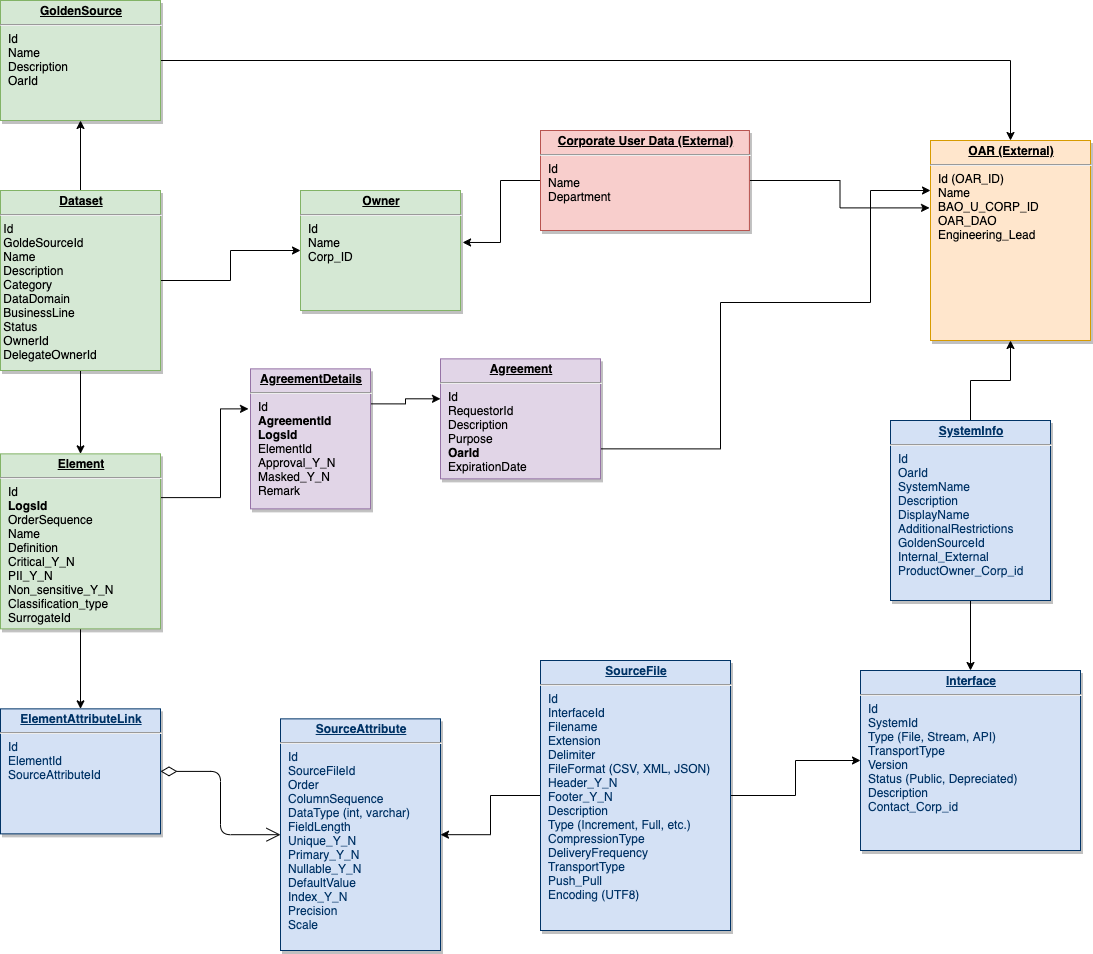 GoldenSource
Id
Name
Description
OarId
Corporate User Data (External)
Id
Name
Department
OAR (External)
Id (OAR_ID)
Name
BAO_U_CORP_ID
OAR_DAO
Engineering_Lead
Dataset
Id
GoldeSourceId
Name
Description
Category
DataDomain
BusinessLine
Status
OwnerId
DelegateOwnerId
Owner
Id
Name
Corp_ID
AgreementDetails
Id
AgreementId
LogsId
ElementId
Approval_Y_N
Masked_Y_N
Remark
Agreement
Id
RequestorId
Description
Purpose
OarId
ExpirationDate
SystemInfo
Id
OarId
SystemName
Description
DisplayName
AdditionalRestrictions
GoldenSourceId
Internal_External
ProductOwner_Corp_id
Element
Id
LogsId
OrderSequence
Name
Definition
Critical_Y_N
PII_Y_N
Non_sensitive_Y_N
Classification_type
SurrogateId
ElementAttributeLink
Id
ElementId
SourceAttributeId
SourceAttribute
Id
SourceFileId
Order
ColumnSequence
DataType (int, varchar)
FieldLength
Unique_Y_N
Primary_Y_N
Nullable_Y_N
DefaultValue
Index_Y_N
Precision
Scale
SourceFile
Id
InterfaceId
Filename
Extension
Delimiter
FileFormat (CSV, XML, JSON)
Header_Y_N
Footer_Y_N
Description
Type (Increment, Full, etc.)
CompressionType
DeliveryFrequency
TransportType
Push_Pull
Encoding (UTF8)
Interface
Id
SystemId
Type (File, Stream, API)
TransportType
Version
Status (Public, Depreciated)
Description
Contact_Corp_id